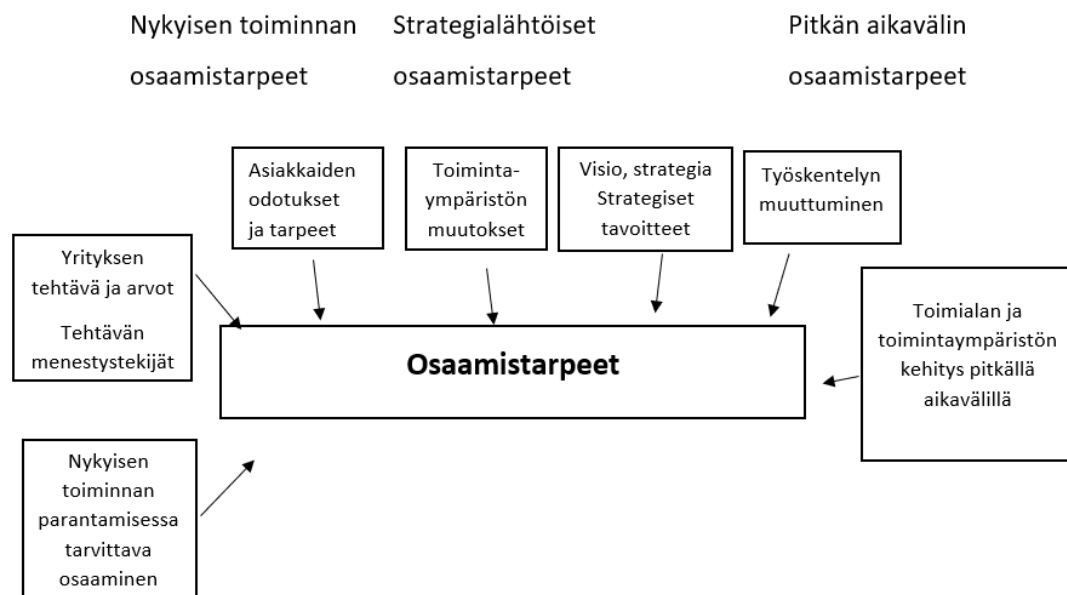 Nykyisen toiminnan
osaamistarpeet
Strategialähtöiset
osaamistarpeet
Pitkän aikavälin
osaamistarpeet
Asiakkaiden
odotukset
ja tarpeet
Toiminta-
ympäristön
muutokset
Visio, strategia
Strategiset
tavoitteet
Työskentelyn
muuttuminen
Yrityksen
tehtävä ja arvot
Tehtävän
menestystekijät
Osaamistarpeet
Toimialan ja
toimintaympäristön
kehitys pitkällä
aikavälillä
Nykyisen
toiminnan
parantamisessa
tarvittava
osaaminen